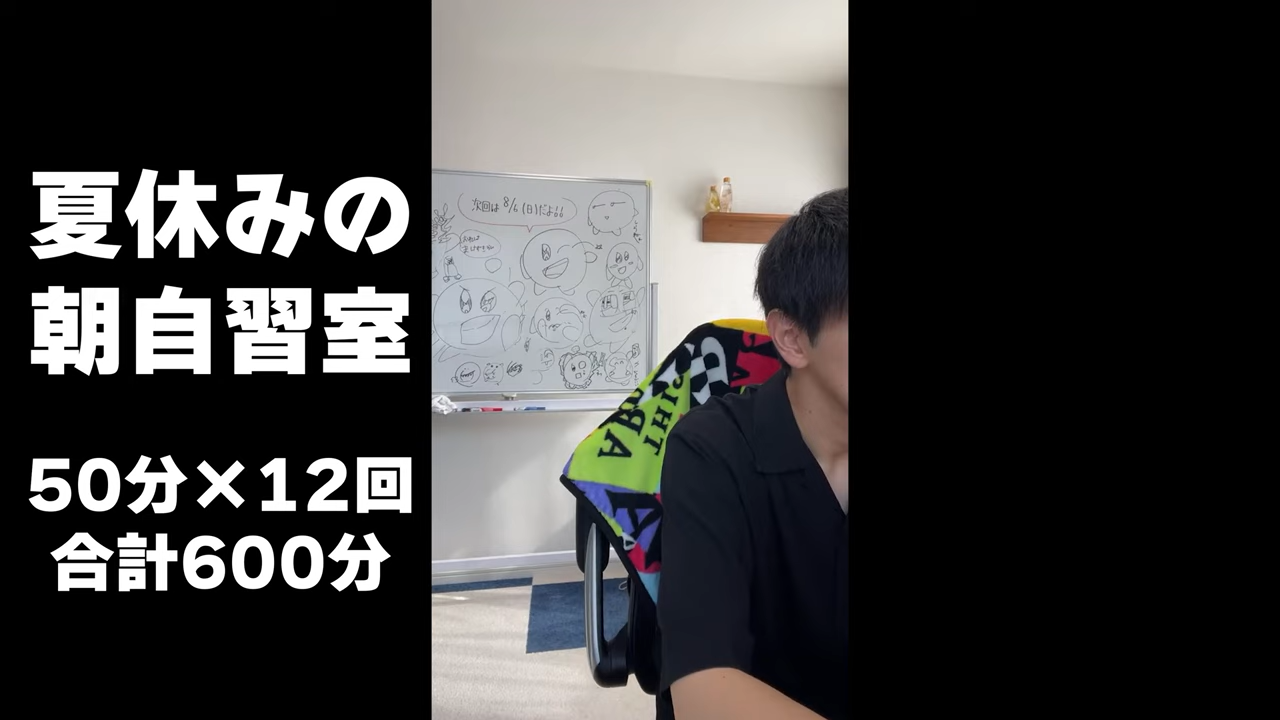 夏休みの
朝自習室
50分×12回
合計600分
次回は 8/6 (日)だよ!!